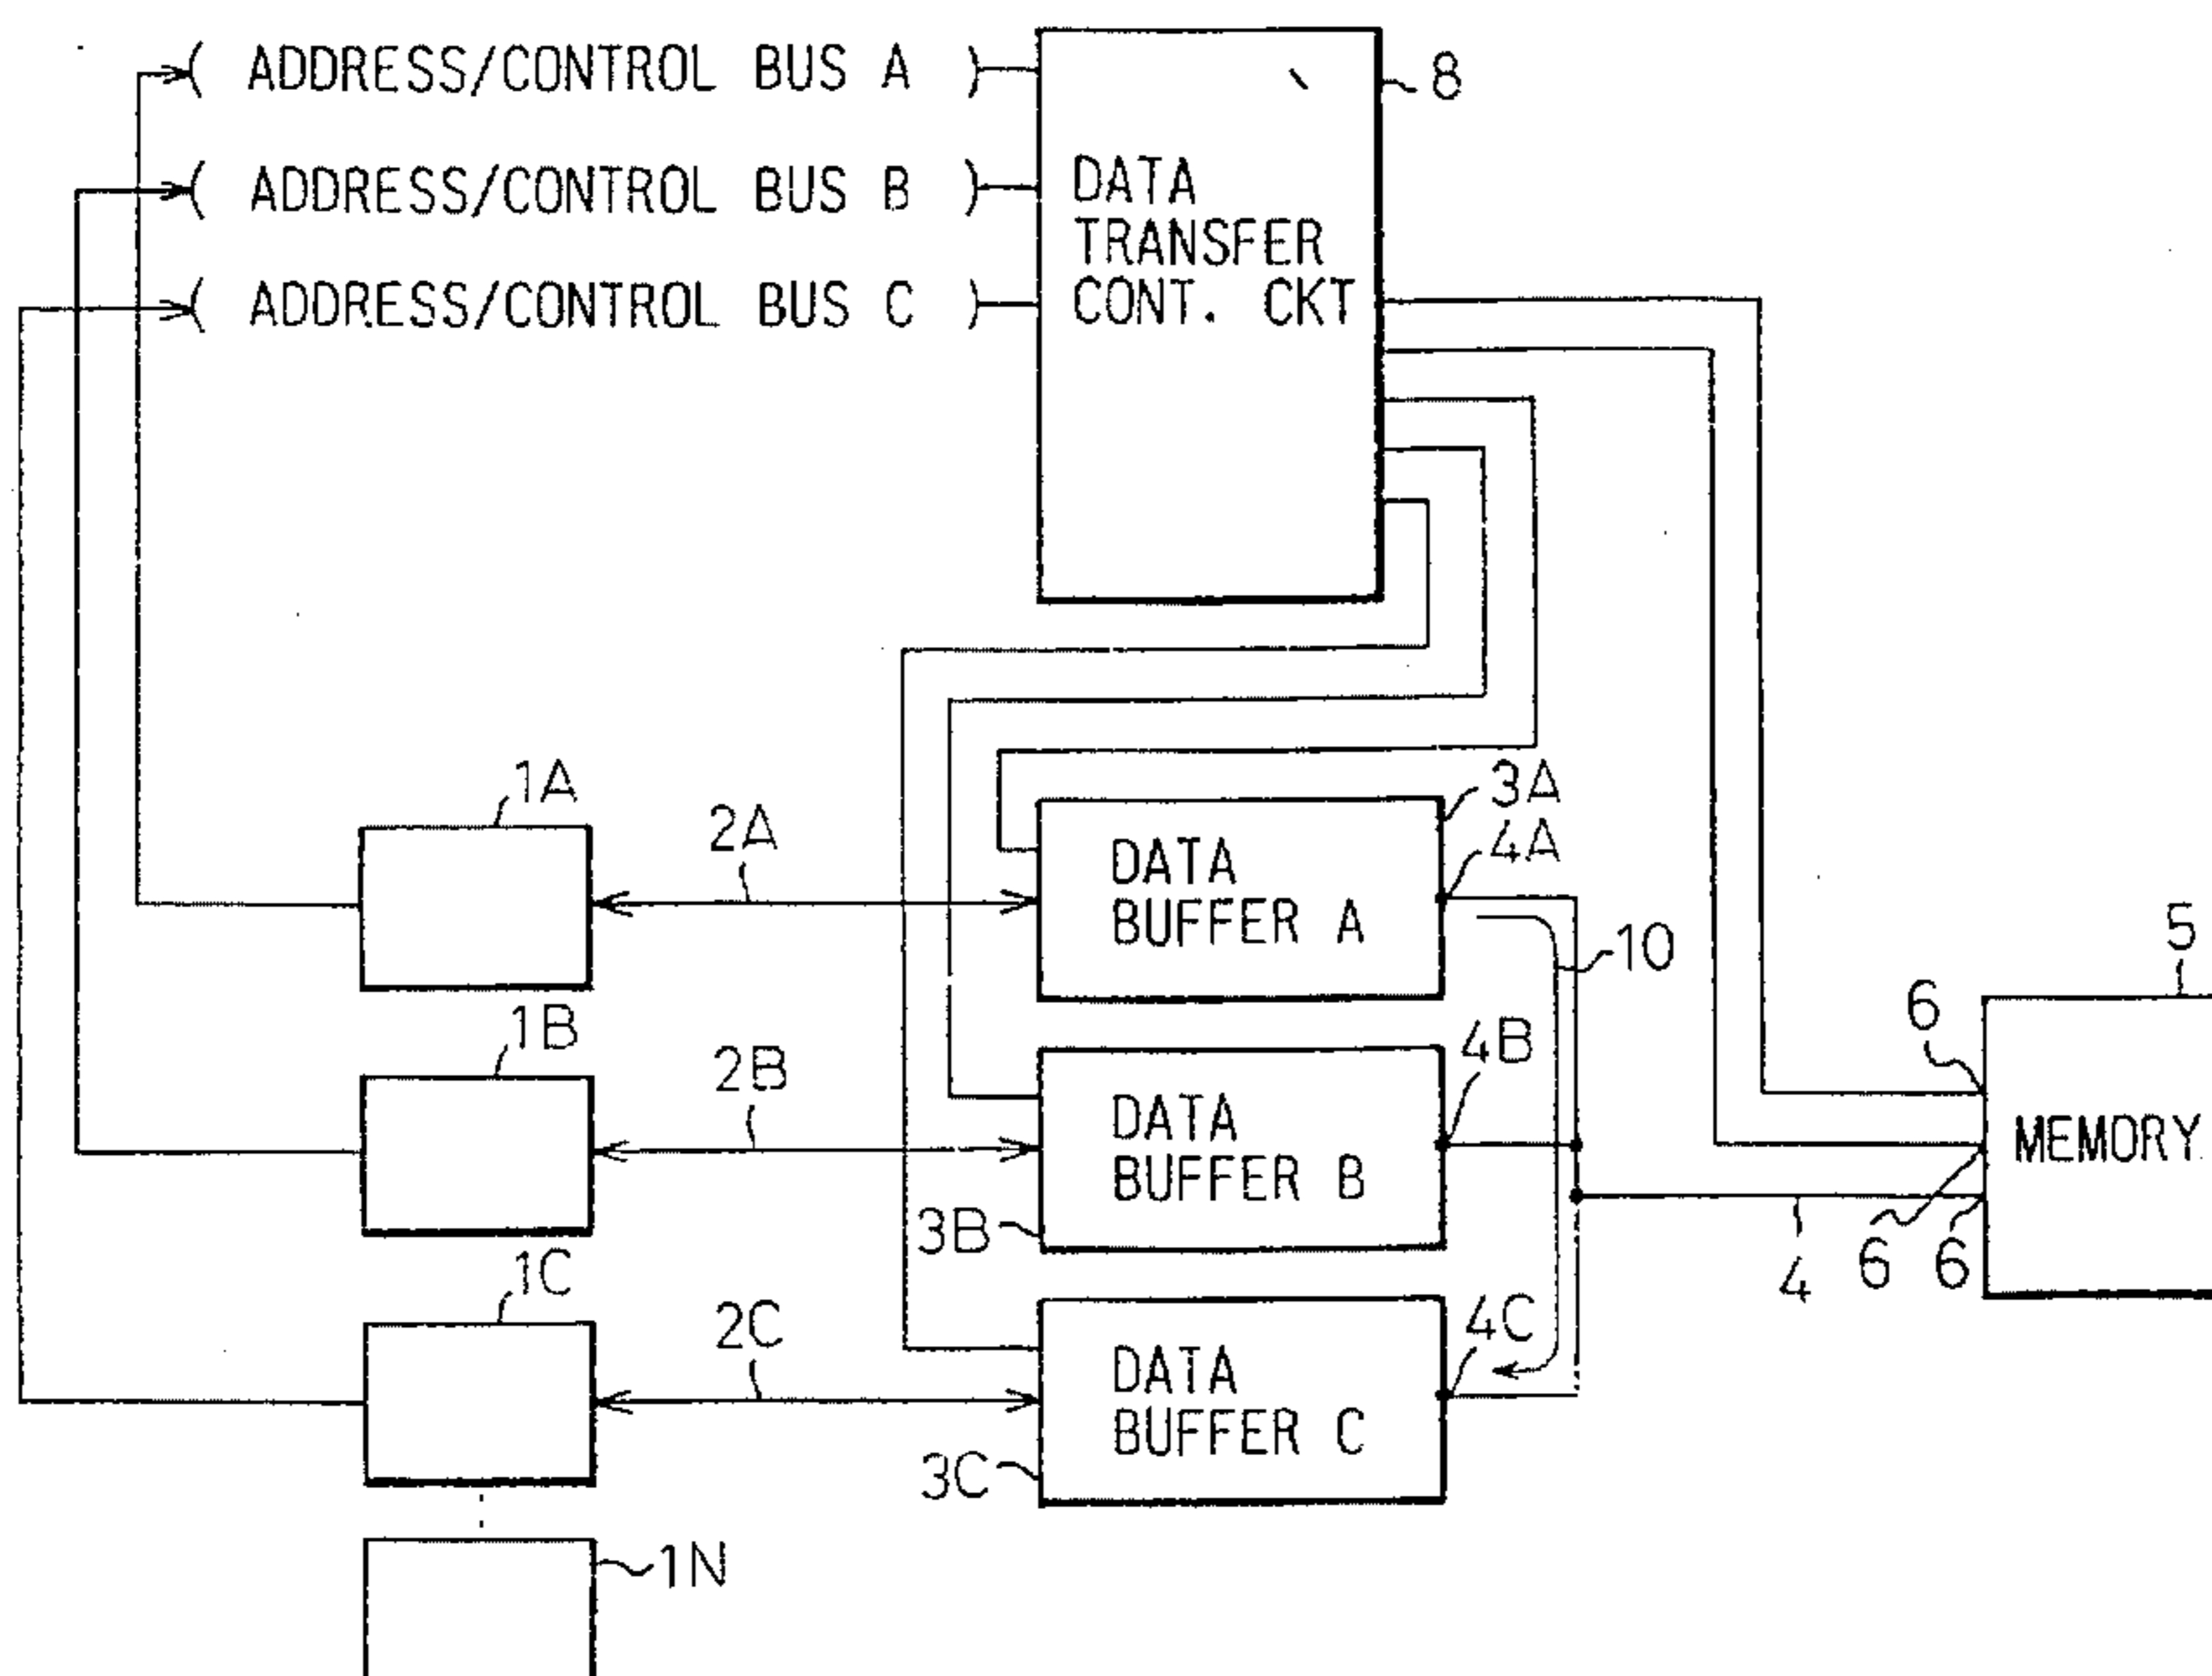 ( ADDRESS/CONTROL BUS A )
( ADDRESS/CONTROL BUS B )
( ADDRESS/CONTROL BUS C )
DATA
TRANSFER
CONT. CKT
8
1A
2A
DATA
BUFFER A
3A
4A
10
5
1B
2B
DATA
BUFFER B
3B
4B
6
MEMORY
4
6
6
1C
2C
DATA
BUFFER C
3C
4C
1N